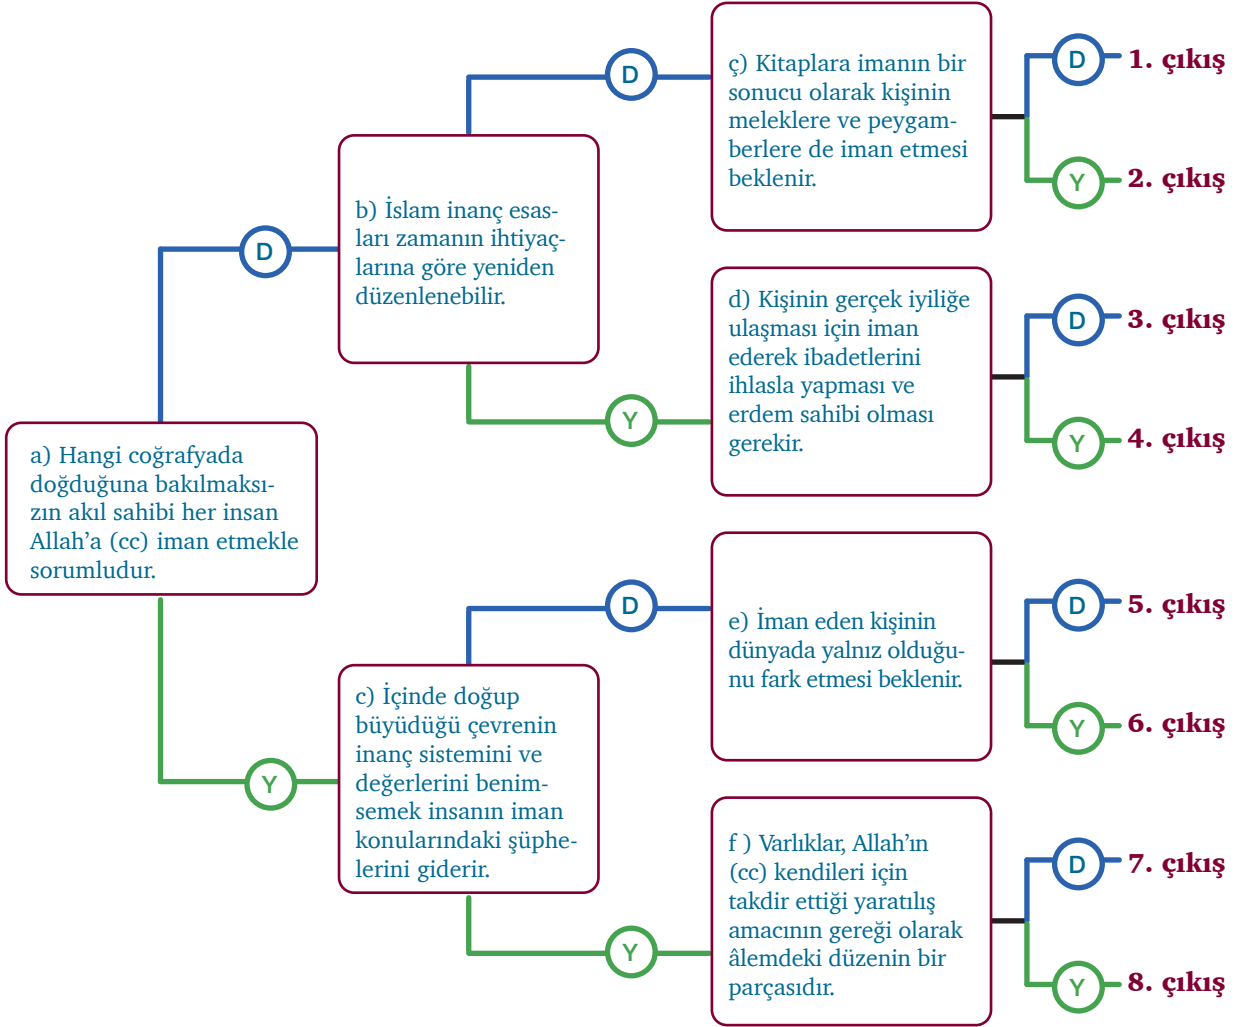 a) Hangi coğrafyada
doğduğuna bakılmaksı-
zın akıl sahibi her insan
Allah’a (cc) iman etmekle
sorumludur.
D
Y
b) İslam inanç esas-
ları zamanın ihtiyaç-
larına göre yeniden
düzenlenebilir.
D
Y
c) İçinde doğup
büyüdüğü çevrenin
inanç sistemini ve
değerlerini benim-
semek insanın iman
konularındaki şüphe-
lerini giderir.
D
Y
ç) Kitaplara imanın bir
sonucu olarak kişinin
meleklere ve peygam-
berlere de iman etmesi
beklenir.
D 1. çıkış
Y 2. çıkış
d) Kişinin gerçek iyiliğe
ulaşması için iman
ederek ibadetlerini
ihlasla yapması ve
erdem sahibi olması
gerekir.
D 3. çıkış
Y 4. çıkış
e) İman eden kişinin
dünyada yalnız olduğu-
nu fark etmesi beklenir.
D 5. çıkış
Y 6. çıkış
f ) Varlıklar, Allah’ın
(cc) kendileri için
takdir ettiği yaratılış
amacının gereği olarak
âlemdeki düzenin bir
parçasıdır.
D 7. çıkış
Y 8. çıkış